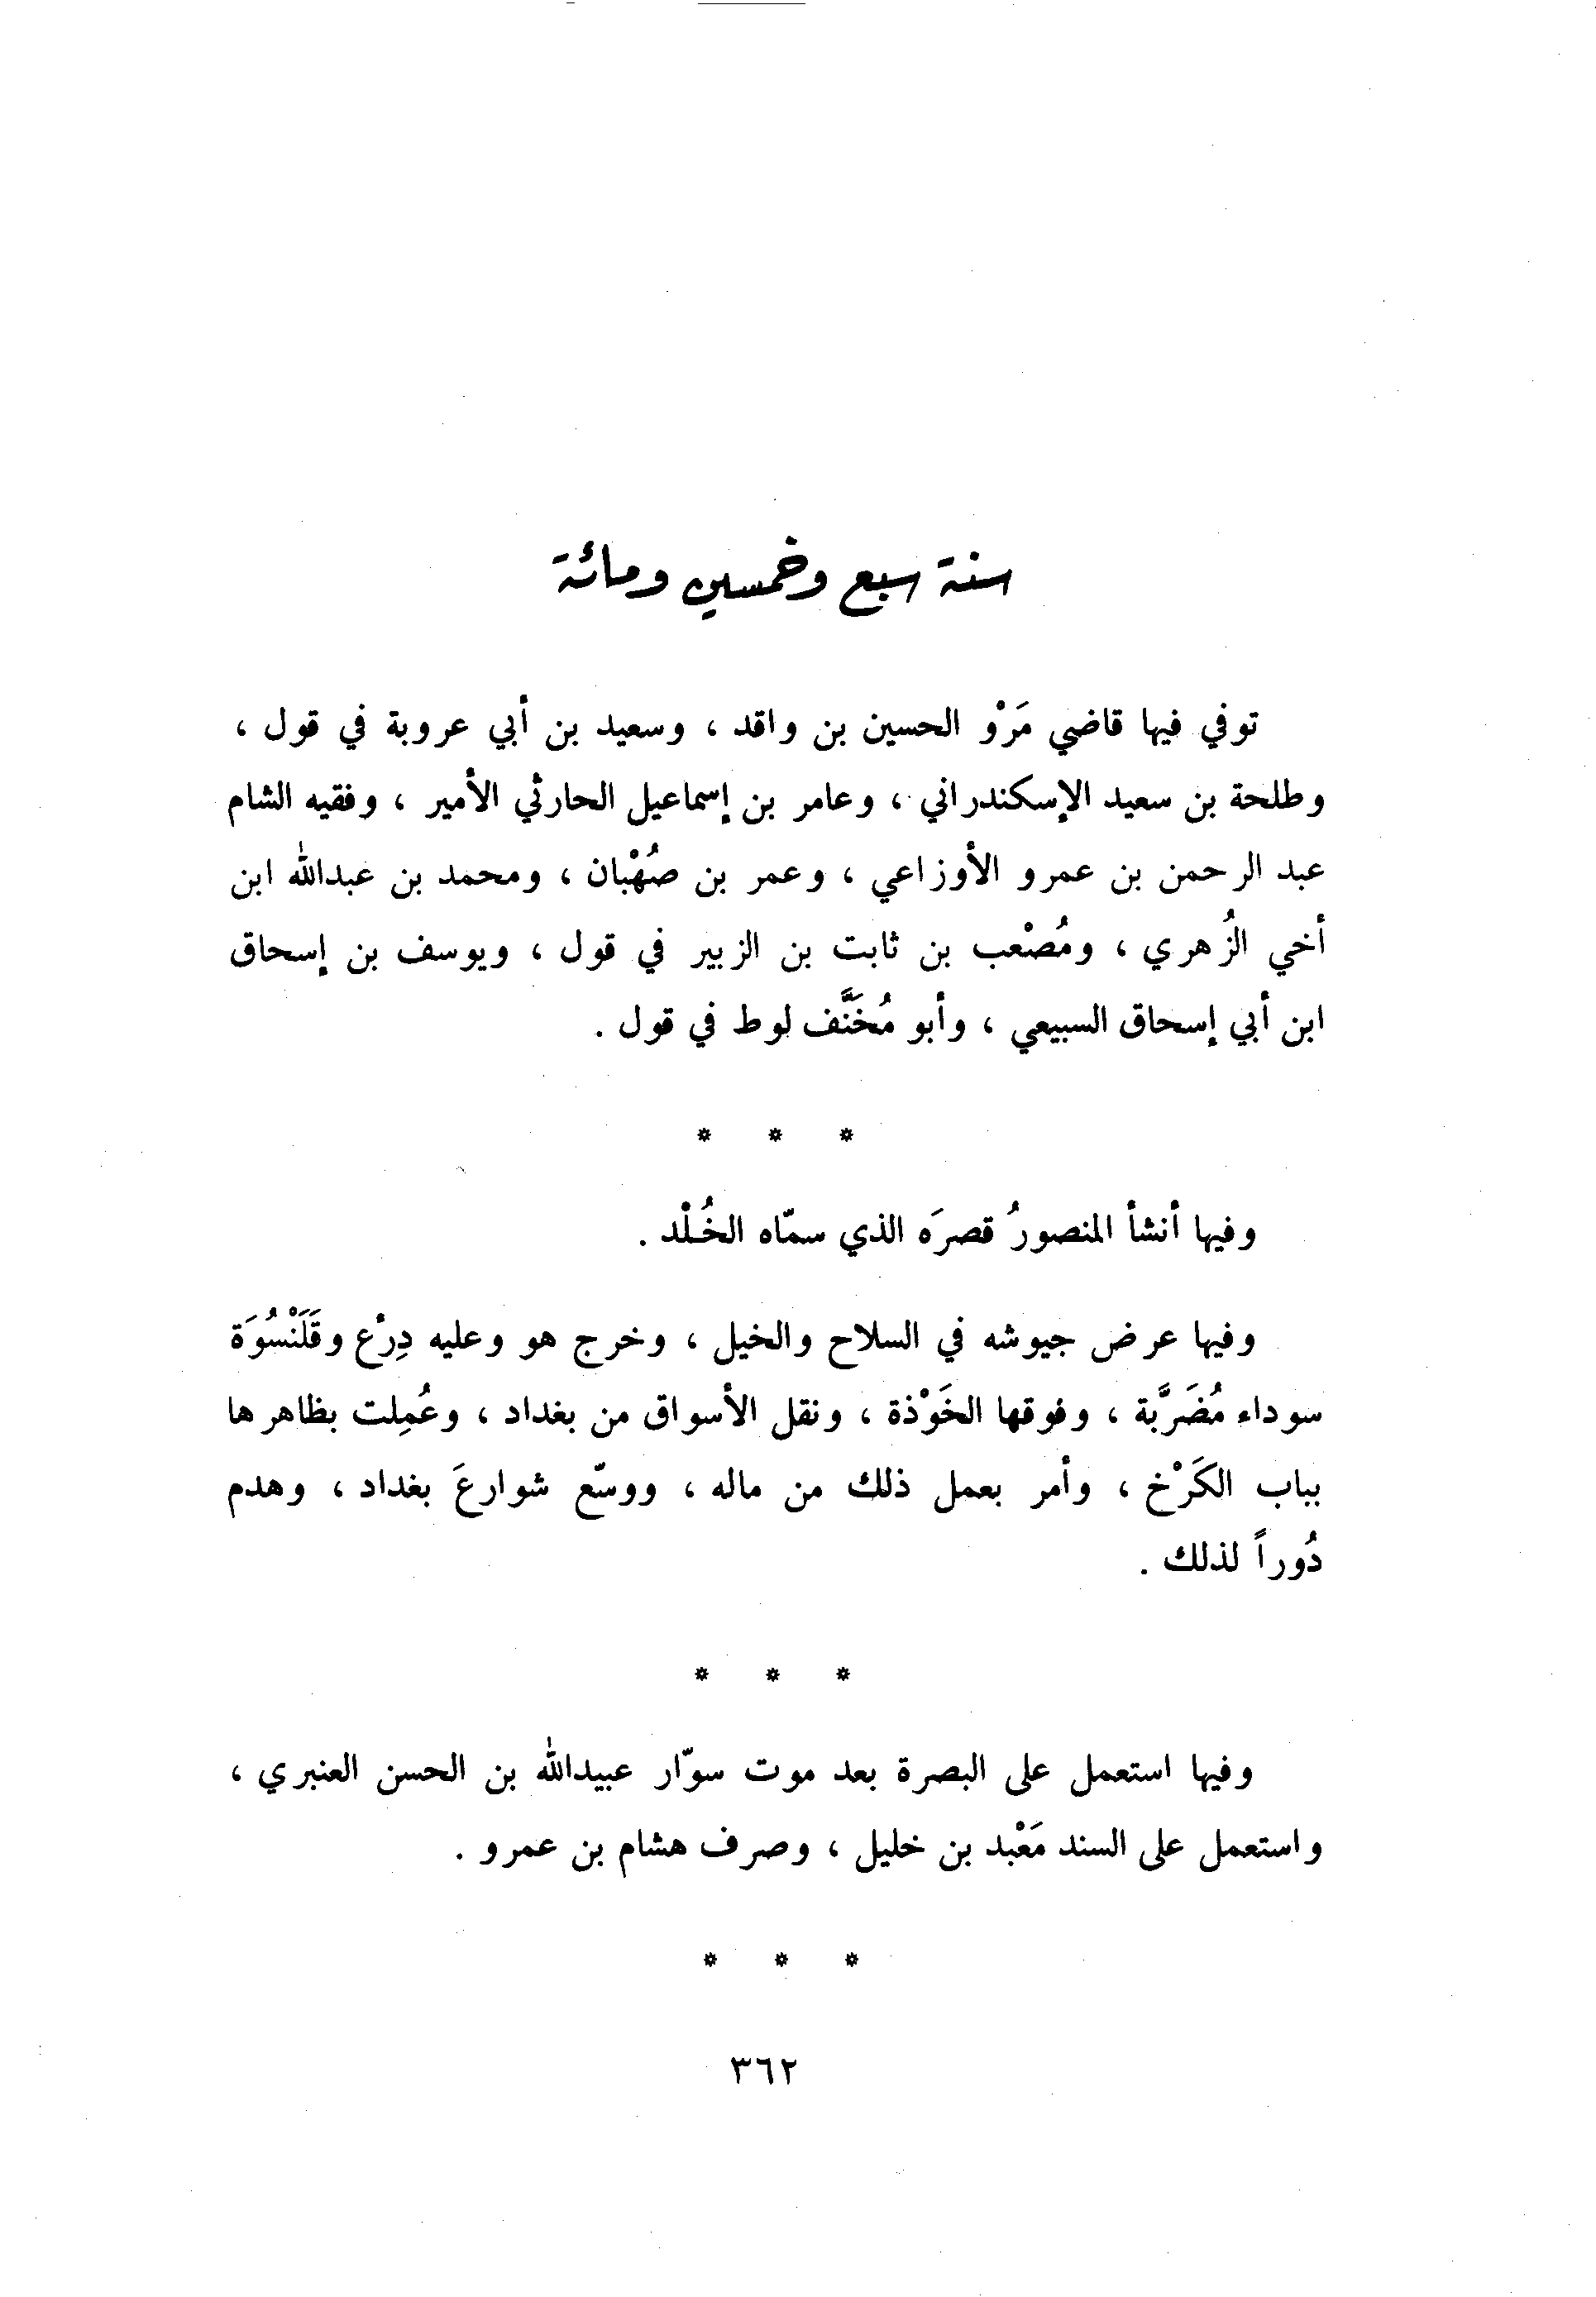 سنة سبع وخمسين ومائة
توفي فيها قاضي مَرْو الحسين بن واقد ، وسعيد بن أبي عروبة في قول ،
وطلحة بن سعيد الإسكندراني ، وعامر بن إسماعيل الحارثي الأمير ، وفقيه الشام
عبد الرحمن بن عمرو الأوزاعي ، وعمر بن صُهْبان ، ومحمد بن عبدالله ابن
أخي الزُهري ، ومُصْعب بن ثابت بن الزبير في قول ، ويوسف بن إسحاق
ابن أبي إسحاق السبيعي ، وأبو مُخَنَّف لوط في قول .
* * *
وفيها أنشأ المنصورُ قصرَه الذي سمّاه الخُلْد .
وفيها عرض جيوشه في السلاح والخيل ، وخرج هو وعليه دِرْع وقَلَنْسُوَة
سوداء مُضَرَّبة ، وفوقها الخَوْذة ، ونقل الأسواق من بغداد ، وعُمِلت بظاهرها
بباب الكَرْخ ، وأمر بعمل ذلك من ماله ، ووسّع شوارعَ بغداد ، وهدم
دُوراً لذلك .
* * *
وفيها استعمل على البصرة بعد موت سوّار عبيدالله بن الحسن العنبري ،
واستعمل على السند مَعْبد بن خليل ، وصرف هشام بن عمرو .
* * *
٣٦٢